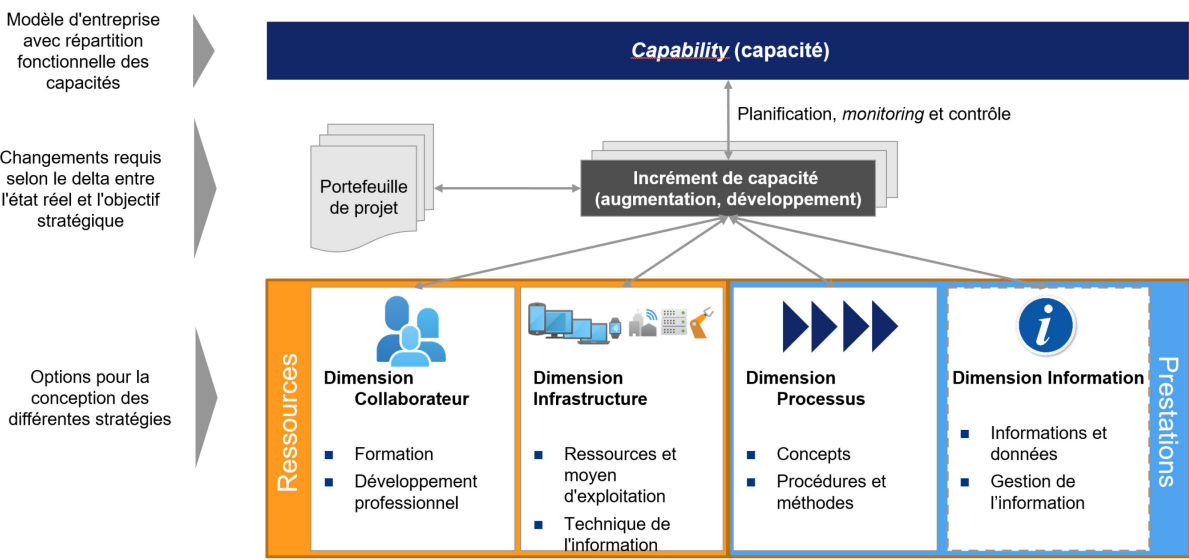 Modèle d'entreprise
avec répartition
fonctionnelle des
capacités
Capability (capacité)
Planification, monitoring et contrôle
Changements requis
selon le delta entre
l'état réel et l'objectif
stratégique
Portefeuille
de projet
Incrément de capacité
(augmentation, développement)
Options pour la
conception des
différentes stratégies
Ressources
Dimension
Collaborateur
Formation
Développement
professionnel
Dimension
Infrastructure
Ressources et
moyen
d'exploitation
Technique de
l'information
Dimension
Processus
Concepts
Procédures et
méthodes
Dimension Information
Informations et
données
Gestion de
l’information
Prestations